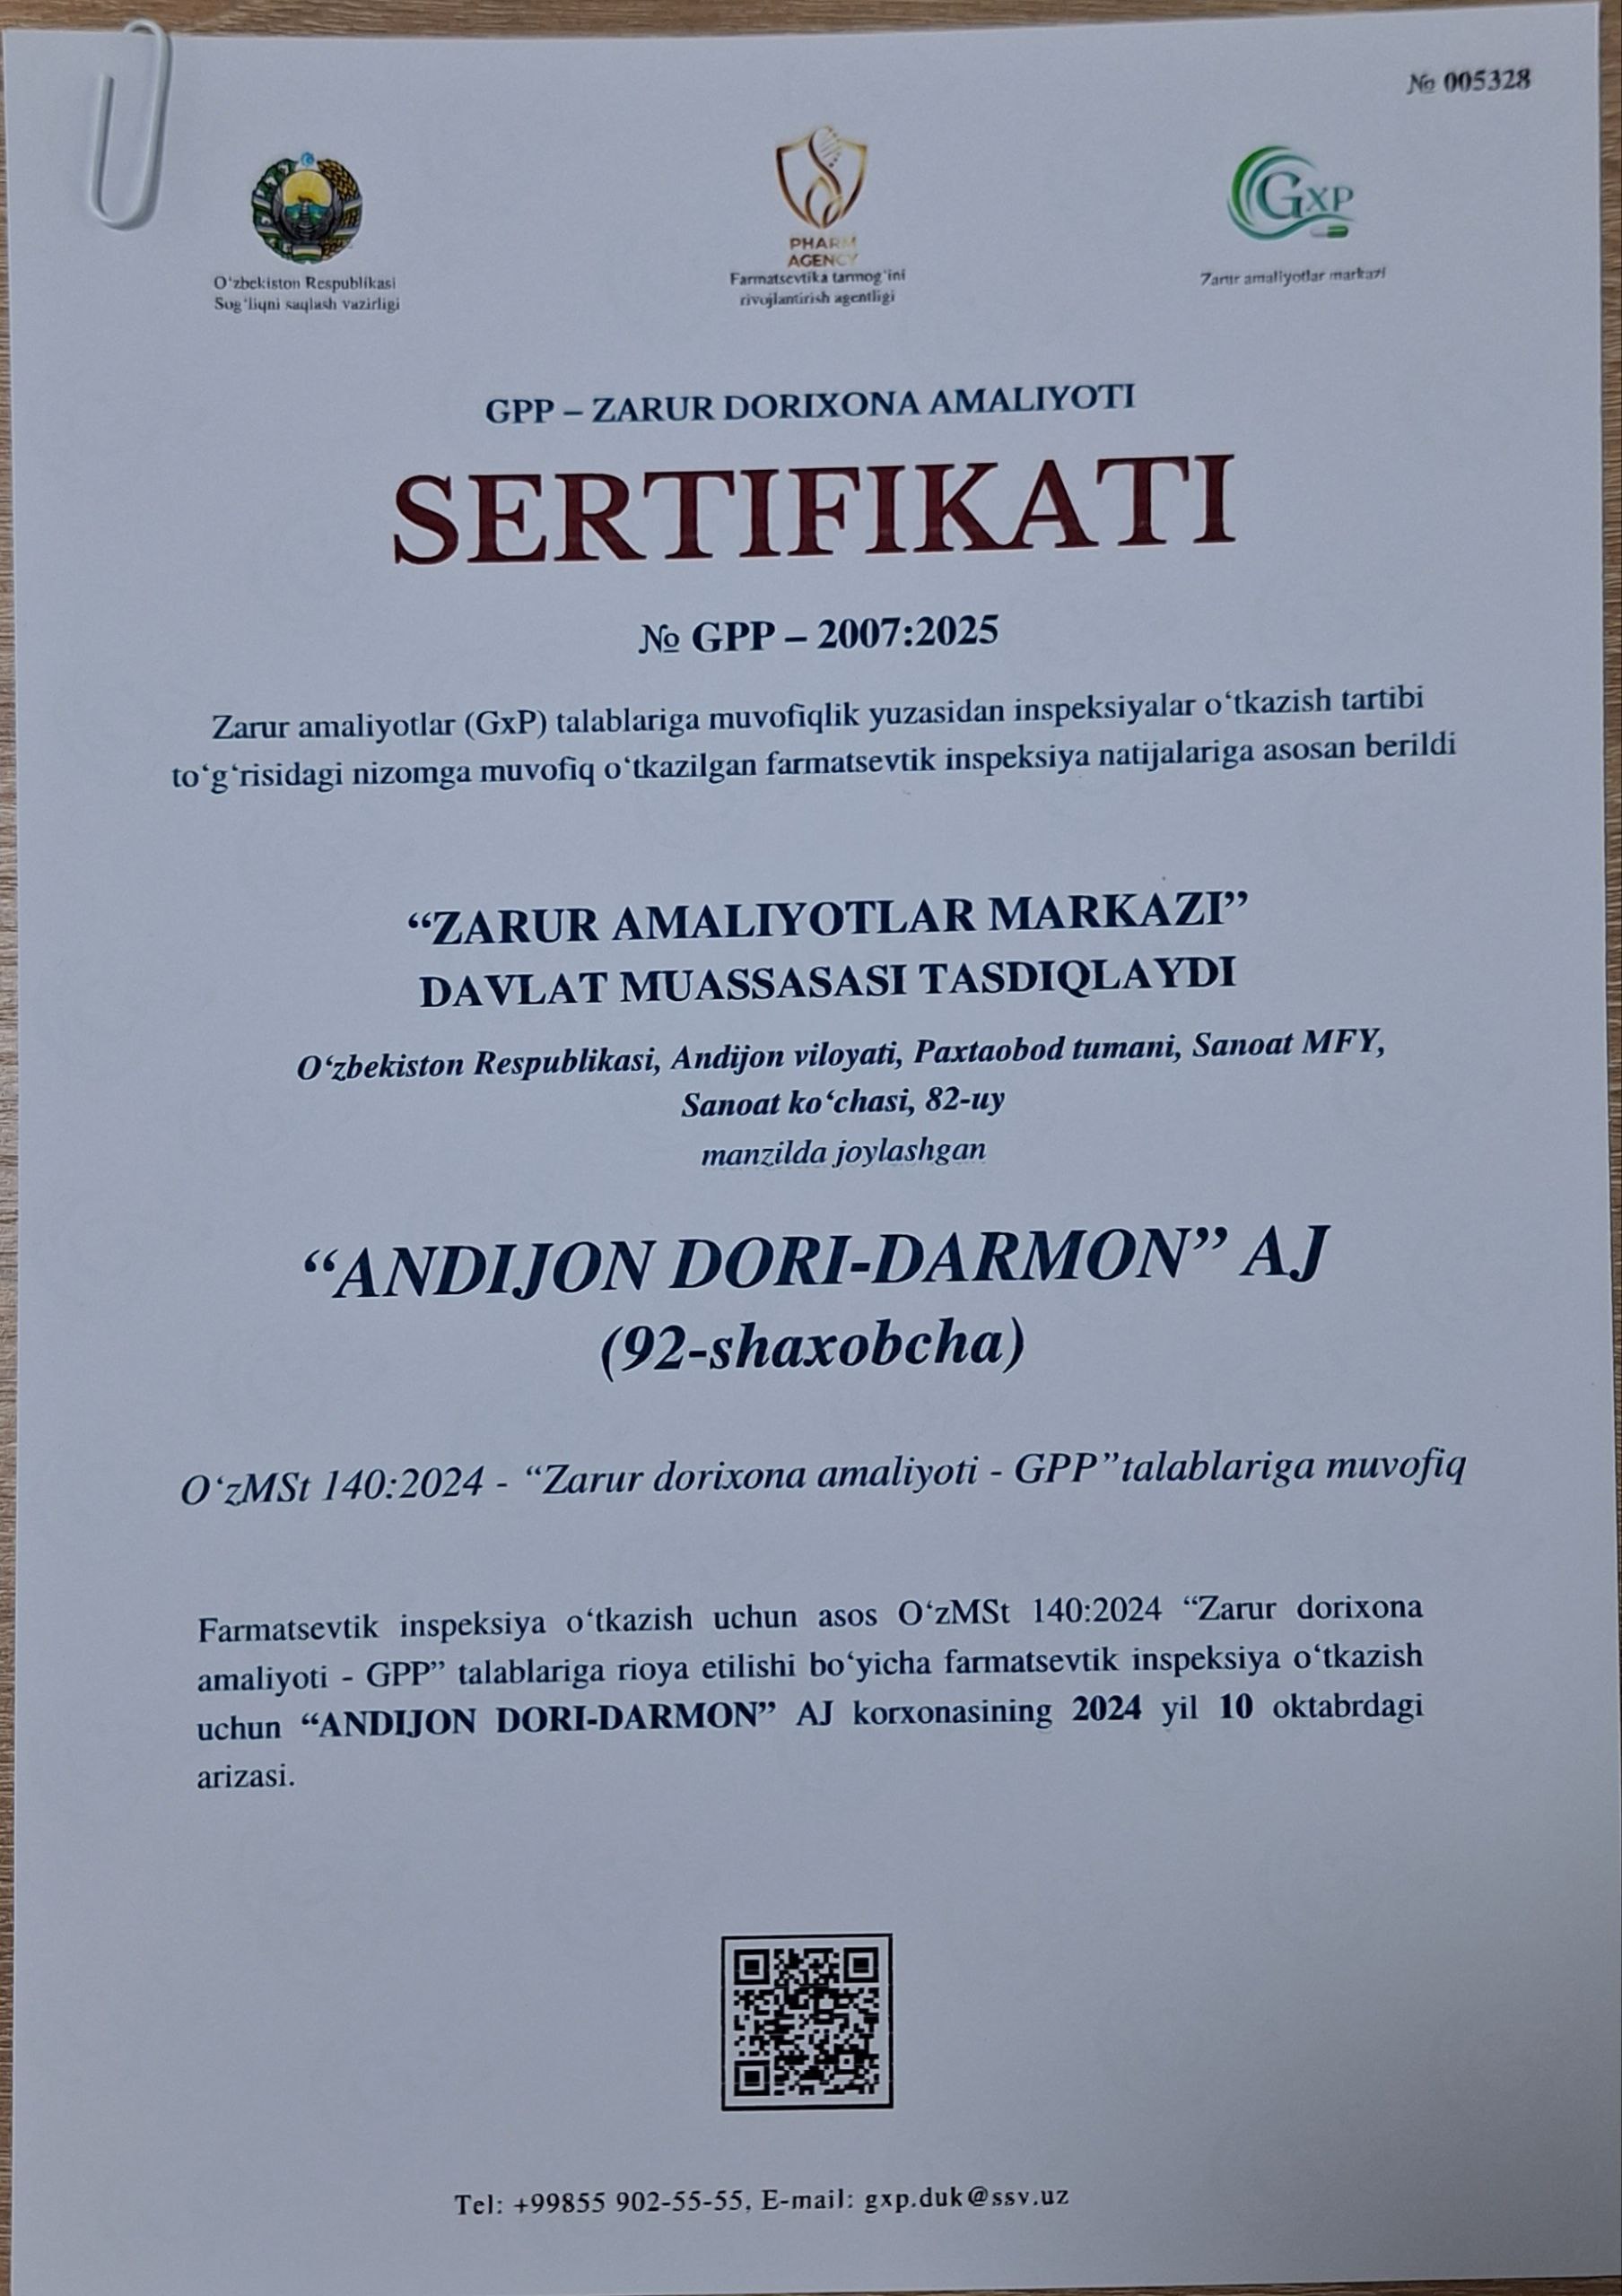 № 005328
O‘zbekiston Respublikasi
Sog‘liqni saqlash vazirligi
PHARM
AGENCY
Farmatsevtika tarmog‘ini
rivojlantirish agentligi
GXP
Zarur amaliyotlar markazi
GPP – ZARUR DORIXONA AMALIYOTI
SERTIFIKATI
№ GPP – 2007:2025
Zarur amaliyotlar (GxP) talablariga muvofiqlik yuzasidan inspeksiyalar o‘tkazish tartibi
to‘g‘risidagi nizomga muvofiq o‘tkazilgan farmatsevtik inspeksiya natijalariga asosan berildi
“ZARUR AMALIYOTLAR MARKAZI”
DAVLAT MUASSASASI TASDIQLAYDI
O‘zbekiston Respublikasi, Andijon viloyati, Paxtaobod tumani, Sanoat MFY,
Sanoat ko‘chasi, 82-uy
manzilda joylashgan
“ANDIJON DORI-DARMON” AJ
(92-shaxobcha)
O‘zMSt 140:2024 - “Zarur dorixona amaliyoti - GPP”talablariga muvofiq
Farmatsevtik inspeksiya o‘tkazish uchun asos O‘zMSt 140:2024 “Zarur dorixona
amaliyoti - GPP” talablariga rioya etilishi bo‘yicha farmatsevtik inspeksiya o‘tkazish
uchun “ANDIJON DORI-DARMON” AJ korxonasining 2024 yil 10 oktabrdagi
arizasi.
Tel: +99855 902-55-55, E-mail: gxp.duk@ssv.uz